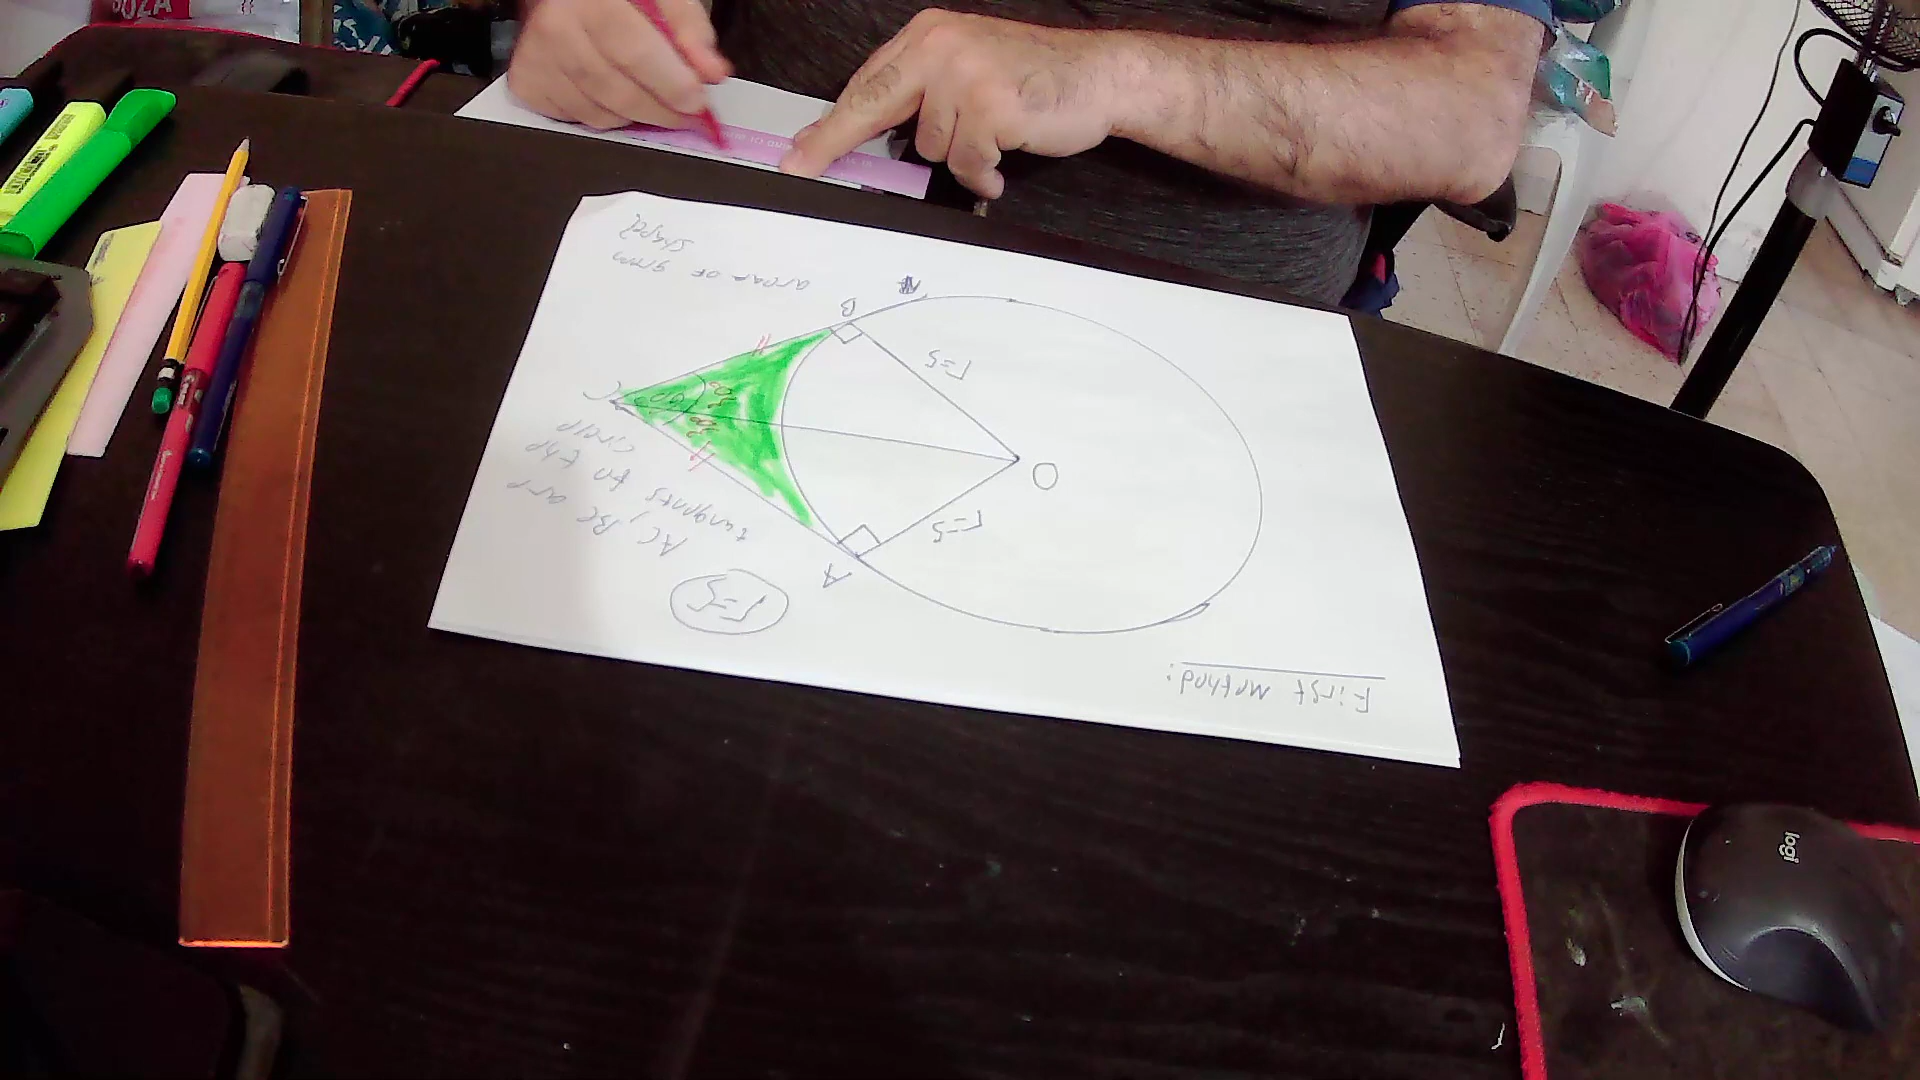 First method:
r=5
AC, BC are
tangents to the
circle
area of green
shaped
A
B
C
O
r=5
r=5
30°
30°
60°
logi